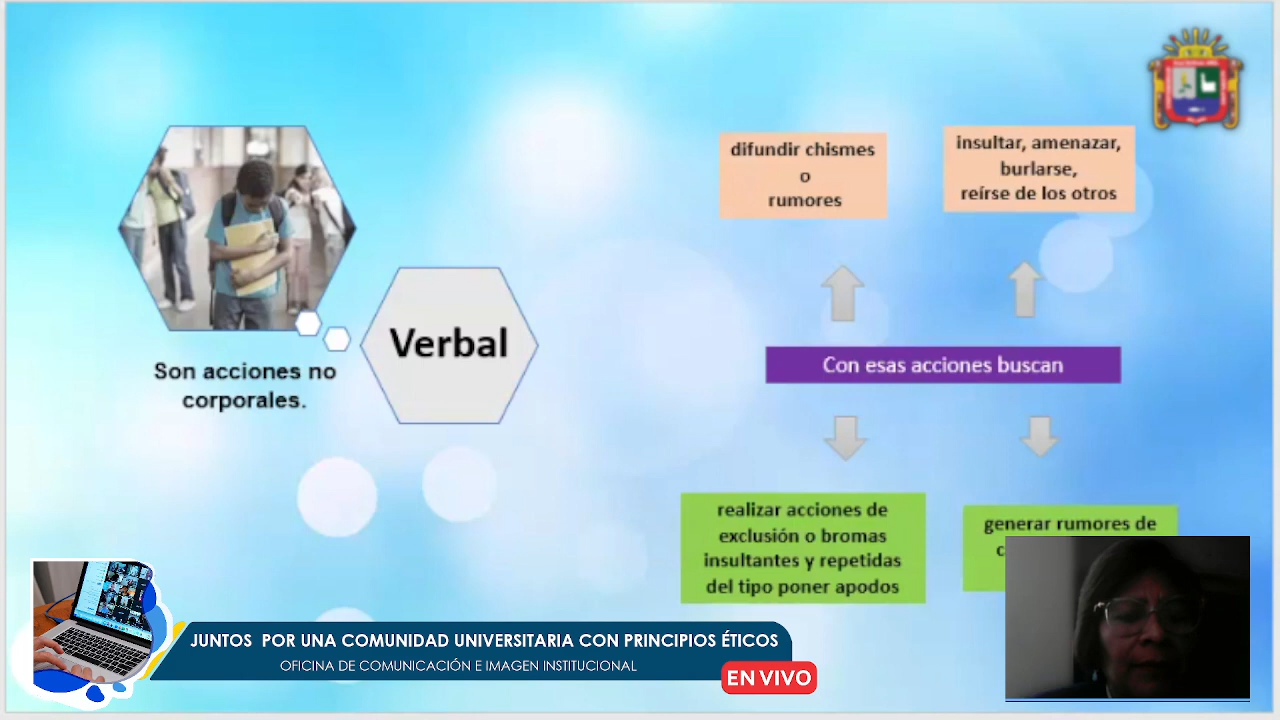 difundir chismes
o
rumores
insultar, amenazar,
burlarse,
reírse de los otros
Verbal
Son acciones no
corporales.
Con esas acciones buscan
realizar acciones de
exclusión o bromas
insultantes y repetidas
del tipo poner apodos
generar rumores de
JUNTOS POR UNA COMUNIDAD UNIVERSITARIA CON PRINCIPIOS ÉTICOS
OFICINA DE COMUNICACIÓN E IMAGEN INSTITUCIONAL
EN VIVO